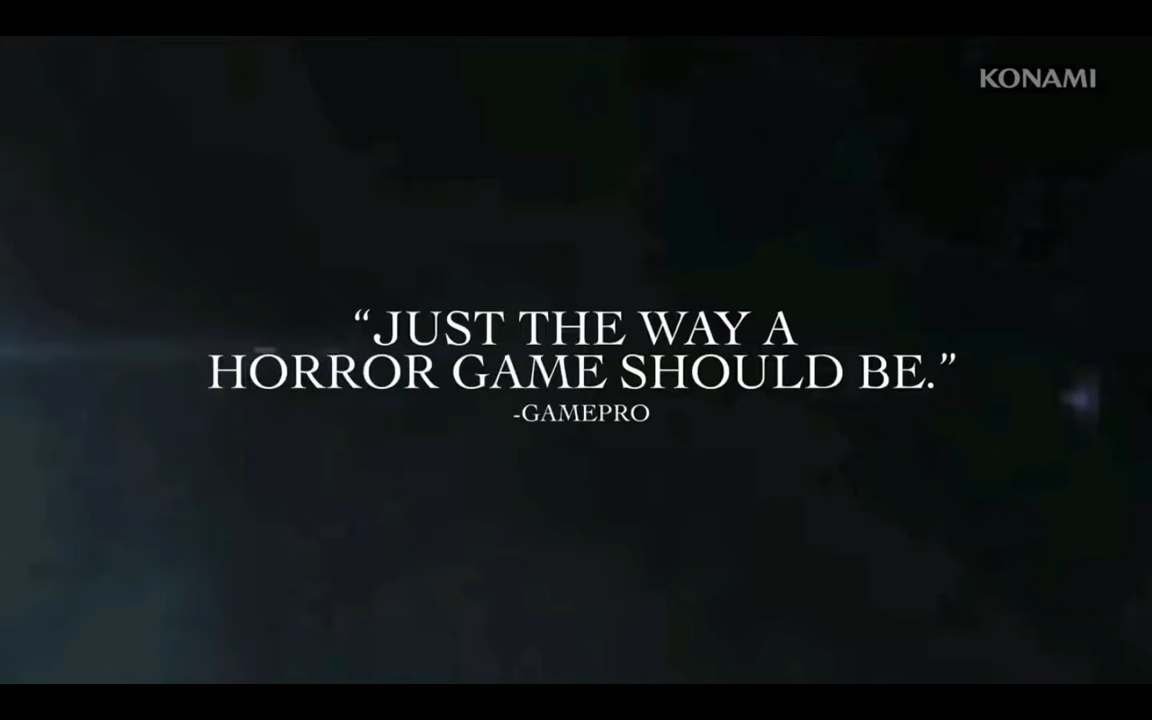 KONAMI
“JUST THE WAY A
HORROR GAME SHOULD BE.”
-GAMEPRO